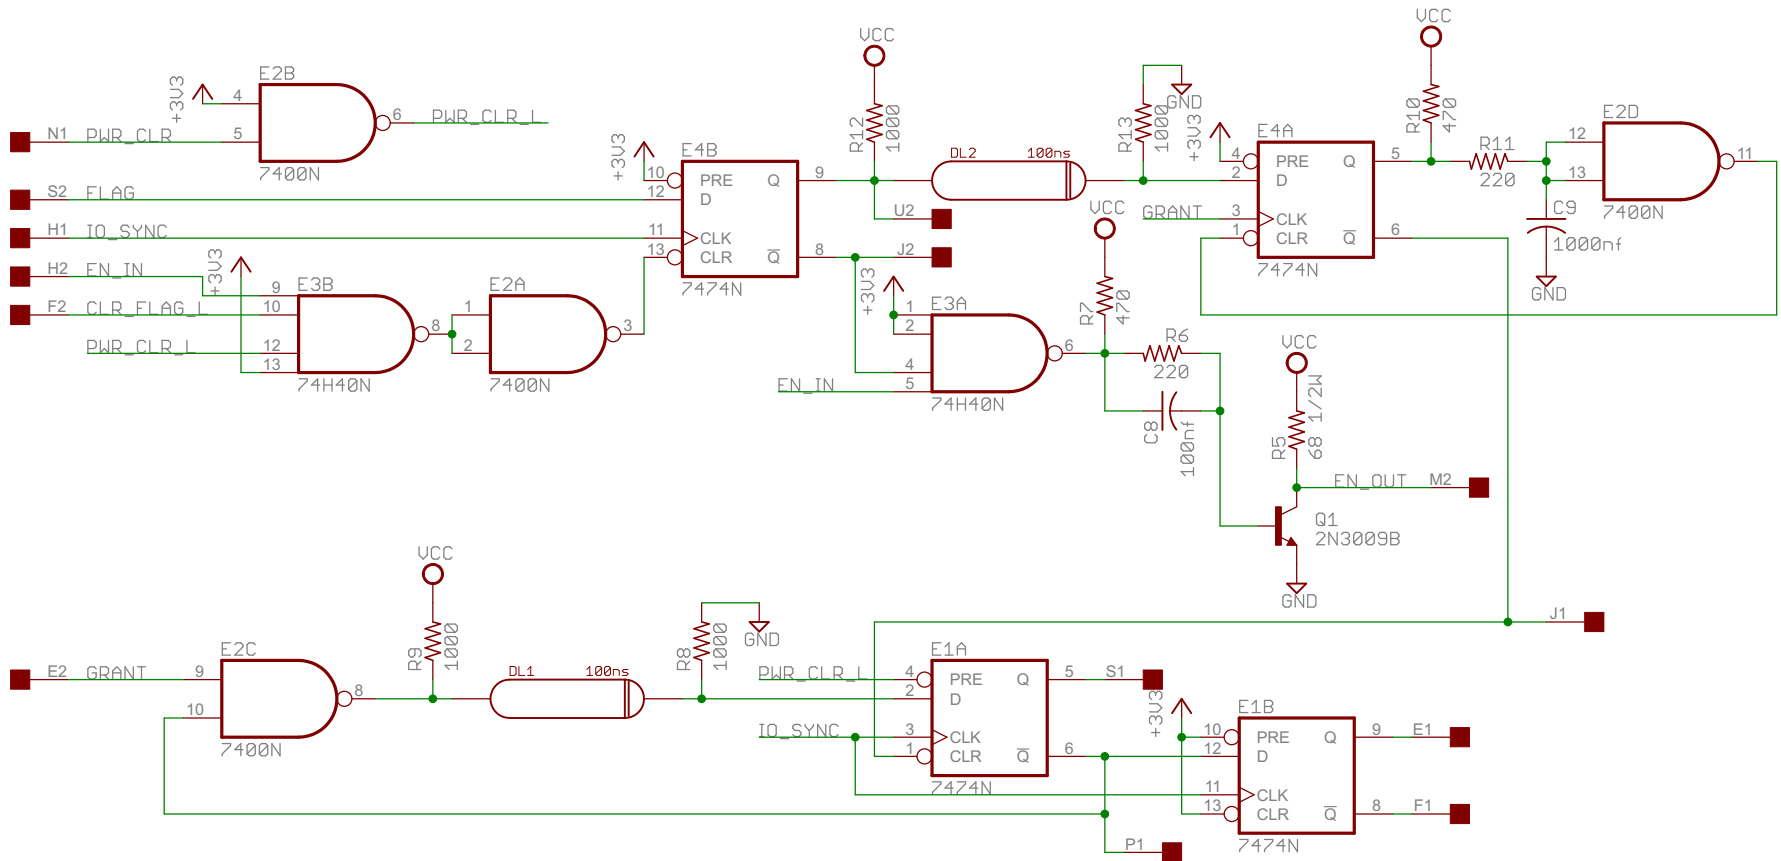 VCC
VCC
E2B
+3V3
4
5
6
PWR_CLR_L
N1 PWR_CLR
7400N
R12
1000
R13
1000
GND
+3V3
R10
470
E2D
12
13
11
7400N
E4A
4 PRE Q 5
2 D
GRANT 3 CLK
1 CLR Q 6
7474N
R11
220
C9
1000nf
GND
+3V3
E4B
10 PRE Q 9
12 D
11 CLK
13 CLR Q 8
7474N
DL2 100ns
U2
J2
S2 FLAG
H1 IO_SYNC
H2 EN_IN
F2 CLR_FLAG_L
PWR_CLR_L
+3V3
E3B
9
10
12
13
8
74H40N
E2A
1
2
3
7400N
+3V3
E3A
1
2
4
5
6
EN_IN
74H40N
VCC
R7
470
R6
220
C8
100nf
VCC
R5
68 1/2W
EN_OUT M2
Q1
2N3009B
GND
VCC
R9
1000
R8
1000
GND
E2 GRANT
E2C
9
10
8
7400N
DL1 100ns
J1
E1A
PWR_CLR_L 4 PRE Q 5 S1
2 D
IO_SYNC 3 CLK
1 CLR Q 6
7474N
+3V3
E1B
10 PRE Q 9 E1
12 D
11 CLK
13 CLR Q 8 F1
7474N
P1